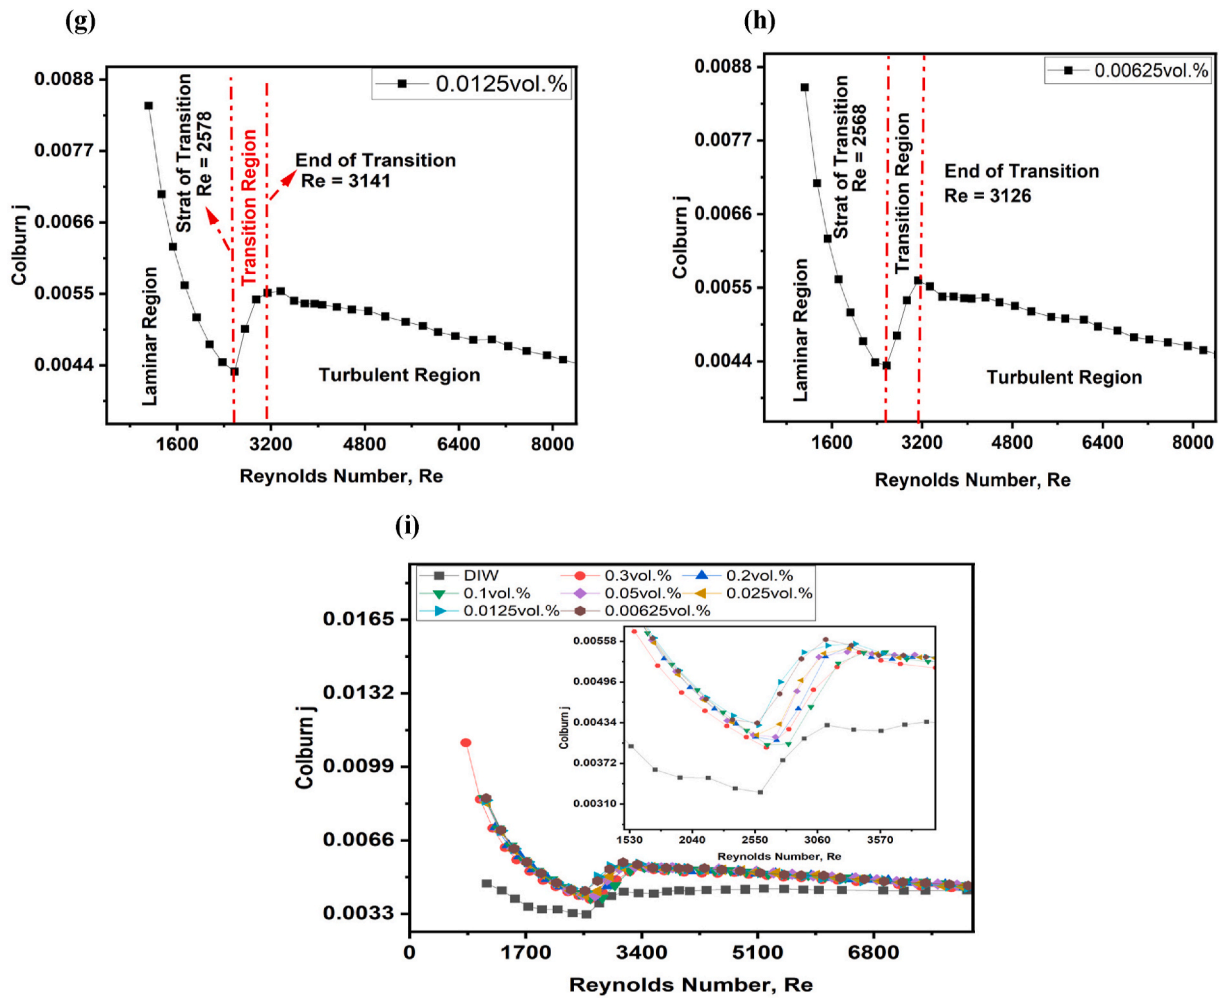 (g)
0.0125vol.%
0.0088
0.0077
0.0066
0.0055
0.0044
Colburn j
Laminar Region
Strat of Transition
Re = 2578
Transition Region
End of Transition
Re = 3141
Turbulent Region
1600 3200 4800 6400 8000
Reynolds Number, Re
(h)
0.00625vol.%
0.0088
0.0077
0.0066
0.0055
0.0044
Colburn j
Laminar Region
Strat of Transition
Re = 2568
Transition Region
End of Transition
Re = 3126
Turbulent Region
1600 3200 4800 6400 8000
Reynolds Number, Re
(i)
DIW 0.3vol.% 0.2vol.%
0.1vol.% 0.05vol.% 0.025vol.%
0.0125vol.% 0.00625vol.%
0.0165
0.0132
0.0099
0.0066
0.0033
Colburn j
0.00558
0.00496
0.00434
0.00372
0.00310
Colburn j
1530 2040 2550 3060 3570
Reynolds Number, Re
0 1700 3400 5100 6800
Reynolds Number, Re